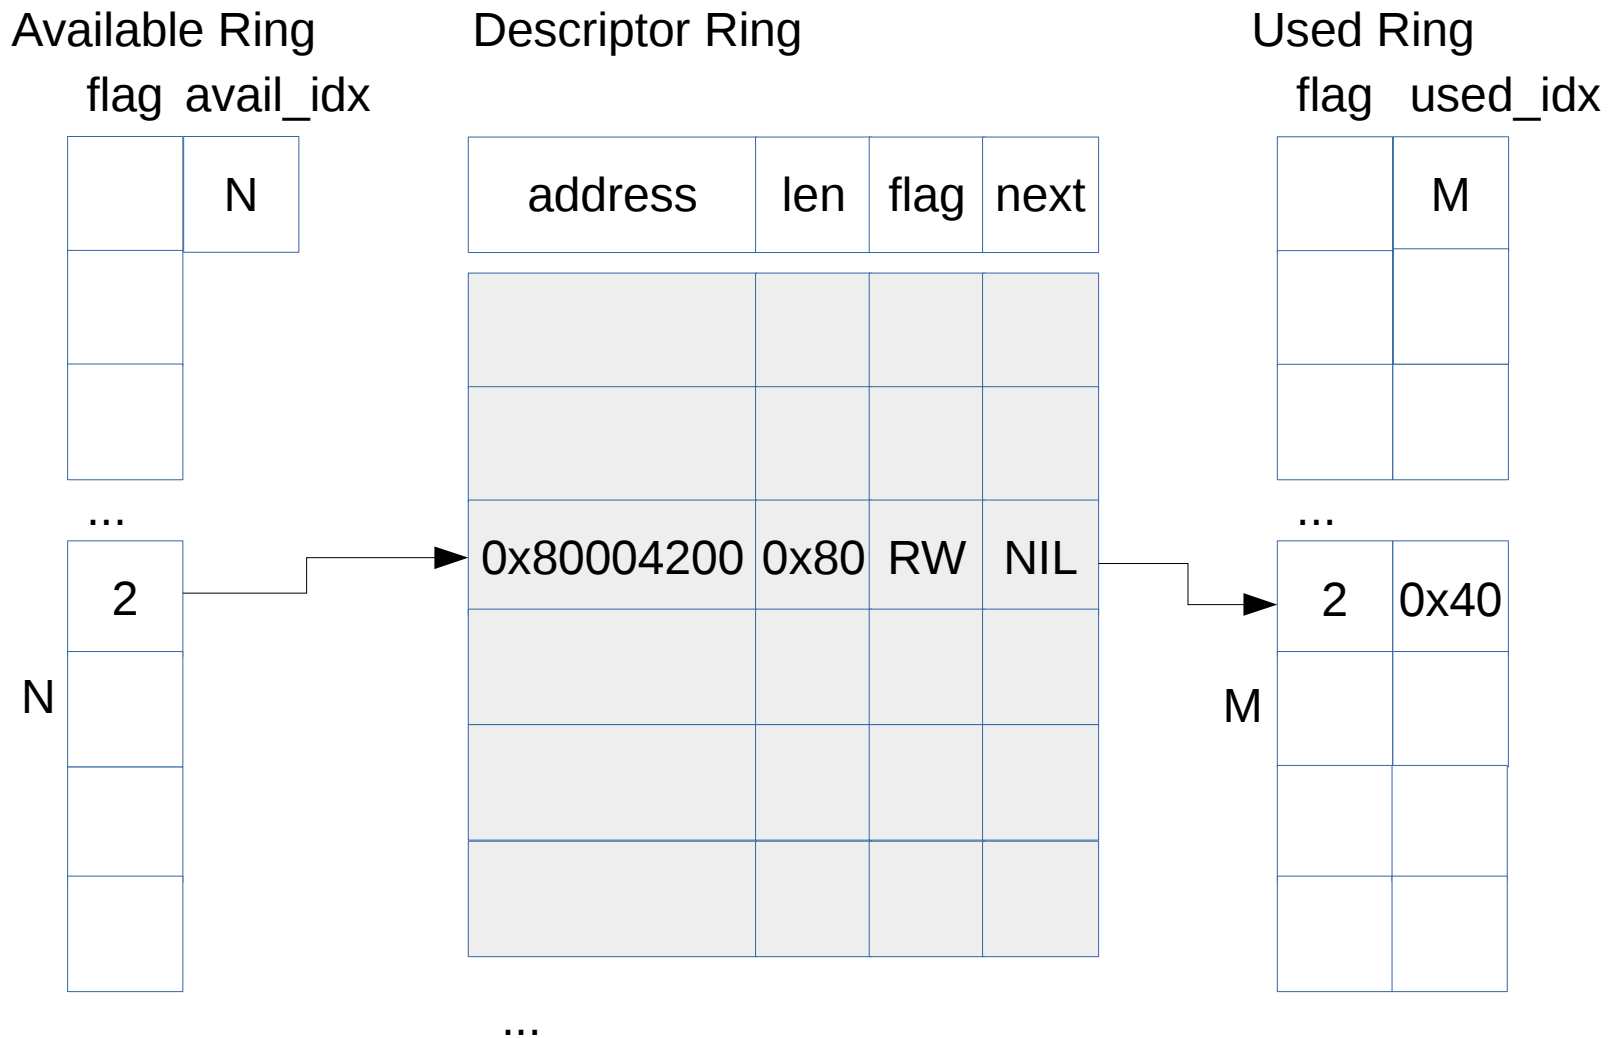 Available Ring Descriptor Ring Used Ring
flag avail_idx flag used_idx
N address len flag next M
... ...
2 0x80004200 0x80 RW NIL 2 0x40
N M
...